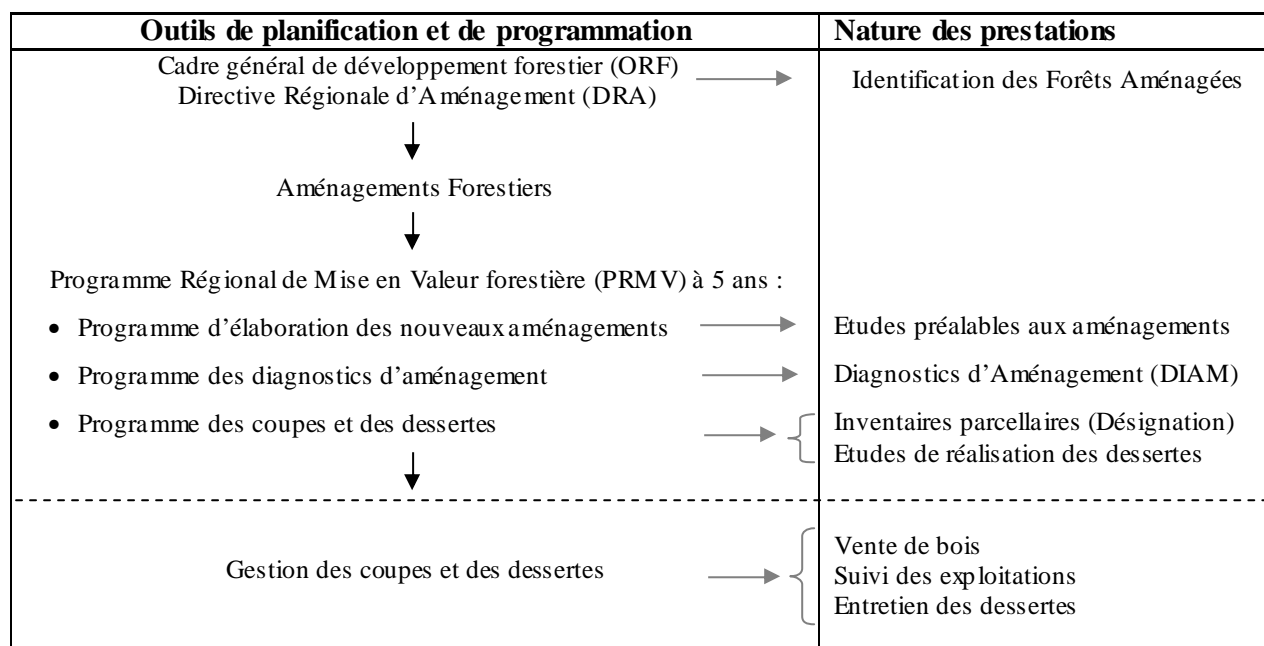 Outils de planification et de programmation
Nature des prestations
Cadre général de développement forestier (ORF)
Directive Régionale d'Aménagement (DRA)
Identification des Forêts Aménagées
Aménagements Forestiers
Programme Régional de Mise en Valeur forestière (PRMV) à 5 ans :
• Programme d'élaboration des nouveaux aménagements
Etudes préalables aux aménagements
• Programme des diagnostics d'aménagement
Diagnostics d'Aménagement (DIAM)
• Programme des coupes et des dessertes
Inventaires parcellaires (Désignation)
Etudes de réalisation des dessertes
Gestion des coupes et des dessertes
Vente de bois
Suivi des exploitations
Entretien des dessertes